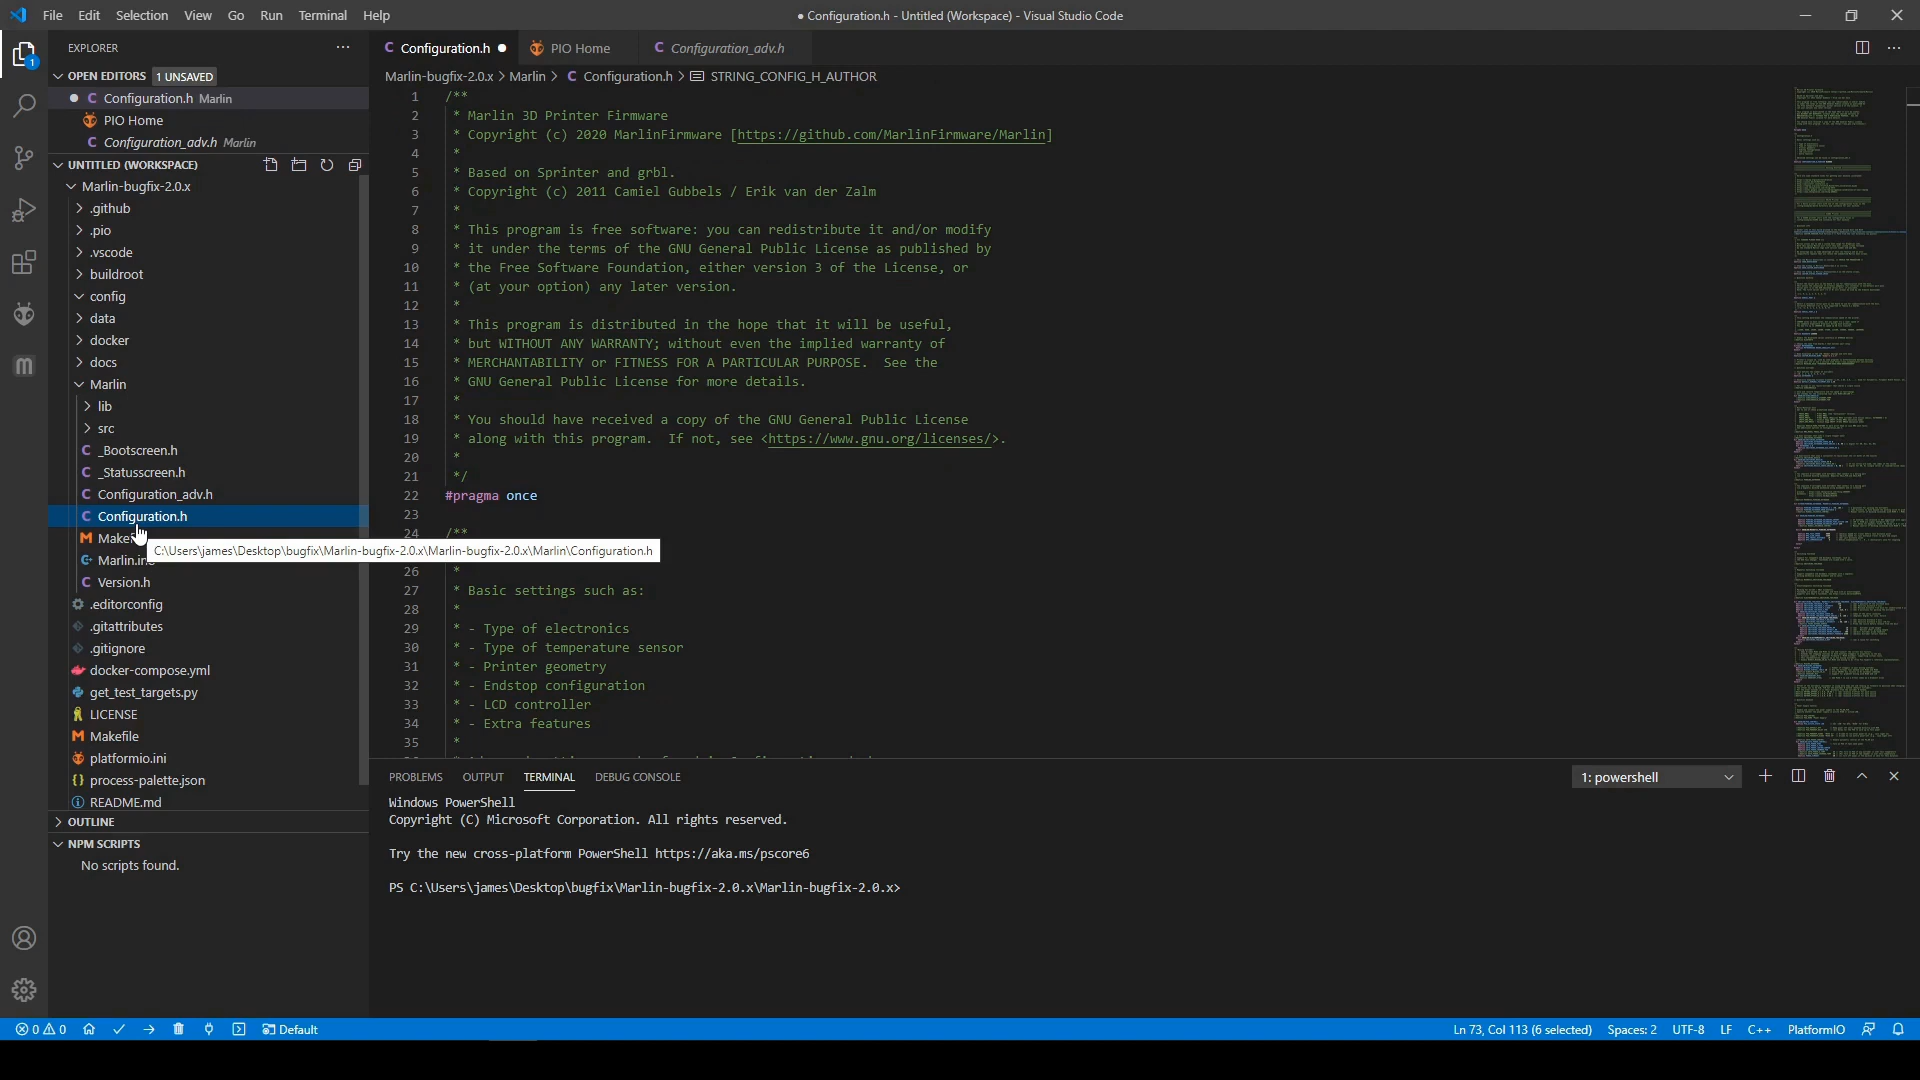 File Edit Selection View Go Run Terminal Help
● Configuration.h - Untitled (Workspace) - Visual Studio Code
EXPLORER
OPEN EDITORS 1 UNSAVED
C Configuration.h Marlin
PIO Home
C Configuration_adv.h Marlin
UNTITLED (WORKSPACE)
Marlin-bugfix-2.0.x
.github
.pio
.vscode
buildroot
config
data
docker
docs
Marlin
lib
src
C _Bootscreen.h
C _Statusscreen.h
C Configuration_adv.h
C Configuration.h
C:\Users\james\Desktop\bugfix\Marlin-bugfix-2.0.x\Marlin-bugfix-2.0.x\Marlin\Configuration.h
C Version.h
.editorconfig
.gitattributes
.gitignore
docker-compose.yml
get_test_targets.py
LICENSE
M Makefile
platformio.ini
{} process-palette.json
README.md
OUTLINE
NPM SCRIPTS
No scripts found.
C Configuration.h PIO Home C Configuration_adv.h
Marlin-bugfix-2.0.x > Marlin > C Configuration.h > STRING_CONFIG_H_AUTHOR
1 /**
2 * Marlin 3D Printer Firmware
3 * Copyright (c) 2020 MarlinFirmware [https://github.com/MarlinFirmware/Marlin]
4 *
5 * Based on Sprinter and grbl.
6 * Copyright (c) 2011 Camiel Gubbels / Erik van der Zalm
7 *
8 * This program is free software: you can redistribute it and/or modify
9 * it under the terms of the GNU General Public License as published by
10 * the Free Software Foundation, either version 3 of the License, or
11 * (at your option) any later version.
12 *
13 * This program is distributed in the hope that it will be useful,
14 * but WITHOUT ANY WARRANTY; without even the implied warranty of
15 * MERCHANTABILITY or FITNESS FOR A PARTICULAR PURPOSE.  See the
16 * GNU General Public License for more details.
17 *
18 * You should have received a copy of the GNU General Public License
19 * along with this program.  If not, see <https://www.gnu.org/licenses/>.
20 *
21 */
22 #pragma once
23
24 /**
26 *
27 * Basic settings such as:
28 *
29 * - Type of electronics
30 * - Type of temperature sensor
31 * - Printer geometry
32 * - Endstop configuration
33 * - LCD controller
34 * - Extra features
35 *
PROBLEMS OUTPUT TERMINAL DEBUG CONSOLE
1: powershell
Windows PowerShell
Copyright (C) Microsoft Corporation. All rights reserved.
Try the new cross-platform PowerShell https://aka.ms/pscore6
PS C:\Users\james\Desktop\bugfix\Marlin-bugfix-2.0.x\Marlin-bugfix-2.0.x>
0 0 Default
Ln 73, Col 113 (6 selected) Spaces: 2 UTF-8 LF C++ PlatformIO